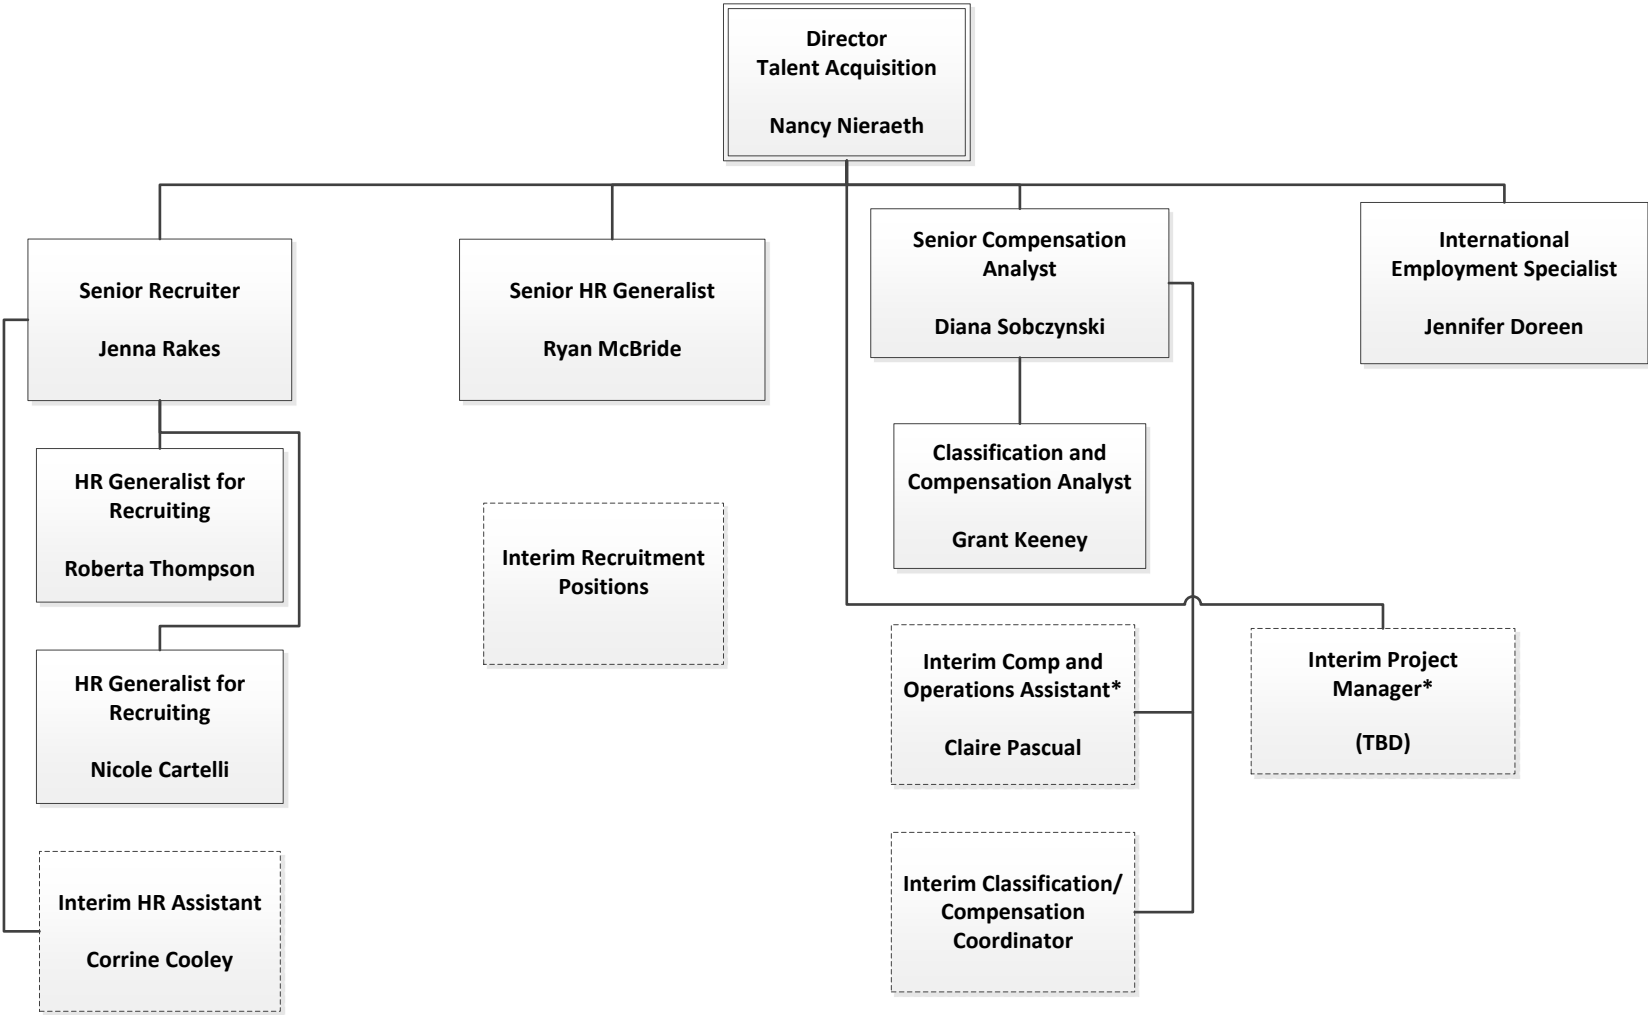 Director
Talent Acquisition
Nancy Nieraeth
Senior Recruiter
Jenna Rakes
Senior HR Generalist
Ryan McBride
Senior Compensation
Analyst
Diana Sobczynski
International
Employment Specialist
Jennifer Doreen
HR Generalist for
Recruiting
Roberta Thompson
Interim Recruitment
Positions
Classification and
Compensation Analyst
Grant Keeney
HR Generalist for
Recruiting
Nicole Cartelli
Interim Comp and
Operations Assistant*
Claire Pascual
Interim Project
Manager*
(TBD)
Interim HR Assistant
Corrine Cooley
Interim Classification/
Compensation
Coordinator